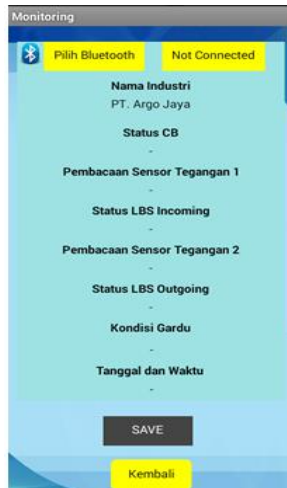 Monitoring
Pilih Bluetooth Not Connected
Nama Industri
PT. Argo Jaya
Status CB
-
Pembacaan Sensor Tegangan 1
-
Status LBS Incoming
-
Pembacaan Sensor Tegangan 2
-
Status LBS Outgoing
-
Kondisi Gardu
-
Tanggal dan Waktu
-
SAVE
Kembali